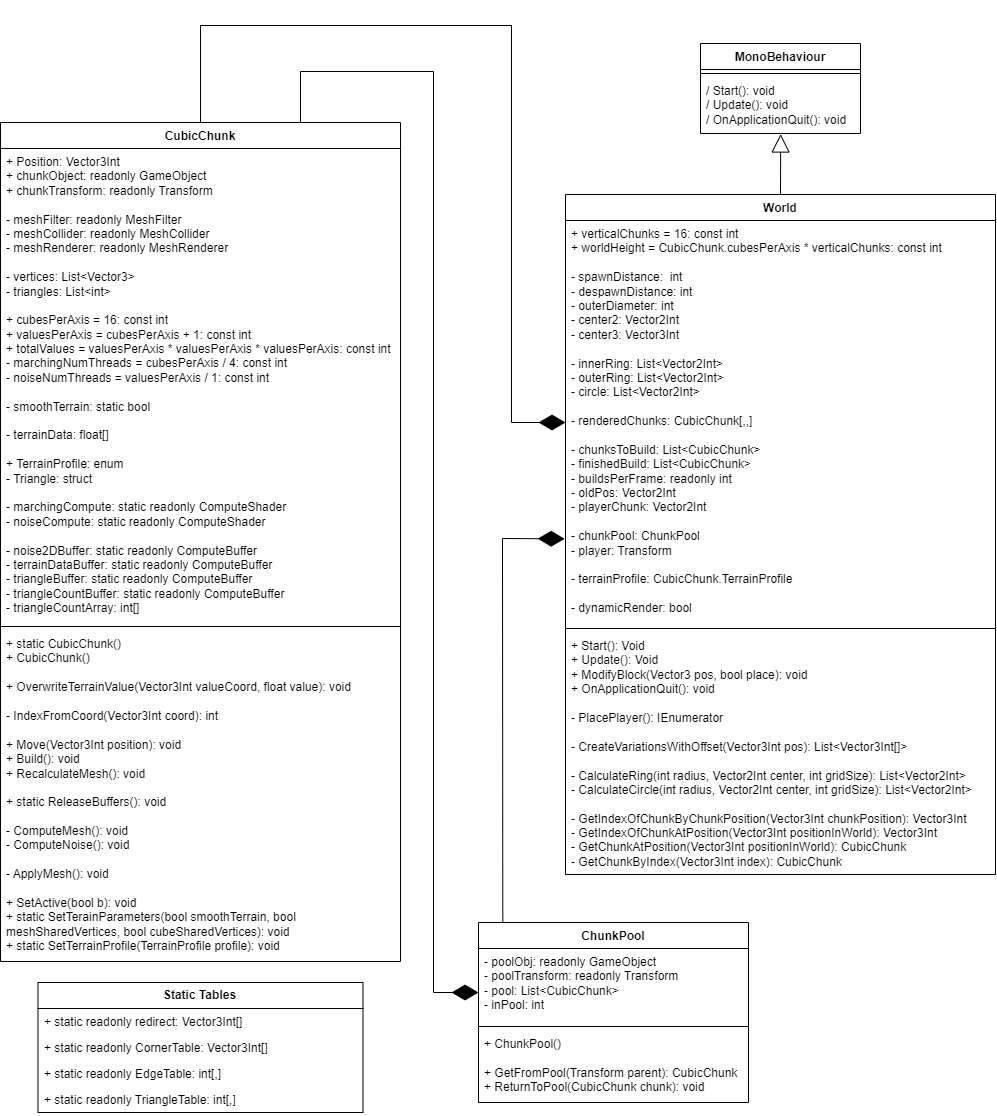 CubicChunk
+ Position: Vector3Int
+ chunkObject: readonly GameObject
+ chunkTransform: readonly Transform
- meshFilter: readonly MeshFilter
- meshCollider: readonly MeshCollider
- meshRenderer: readonly MeshRenderer
- vertices: List<Vector3>
- triangles: List<int>
+ cubesPerAxis = 16: const int
+ valuesPerAxis = cubesPerAxis + 1: const int
+ totalValues = valuesPerAxis * valuesPerAxis * valuesPerAxis: const int
- marchingNumThreads = cubesPerAxis / 4: const int
- noiseNumThreads = valuesPerAxis / 1: const int
- smoothTerrain: static bool
- terrainData: float[]
+ TerrainProfile: enum
- Triangle: struct
- marchingCompute: static readonly ComputeShader
- noiseCompute: static readonly ComputeShader
- noise2DBuffer: static readonly ComputeBuffer
- terrainDataBuffer: static readonly ComputeBuffer
- triangleBuffer: static readonly ComputeBuffer
- triangleCountBuffer: static readonly ComputeBuffer
- triangleCountArray: int[]
+ static CubicChunk()
+ CubicChunk()
+ OverwriteTerrainValue(Vector3Int valueCoord, float value): void
- IndexFromCoord(Vector3Int coord): int
+ Move(Vector3Int position): void
+ Build(): void
+ RecalculateMesh(): void
+ static ReleaseBuffers(): void
- ComputeMesh(): void
- ComputeNoise(): void
- ApplyMesh(): void
+ SetActive(bool b): void
+ static SetTerainParameters(bool smoothTerrain, bool
meshSharedVertices, bool cubeSharedVertices): void
+ static SetTerrainProfile(TerrainProfile profile): void
MonoBehaviour
/ Start(): void
/ Update(): void
/ OnApplicationQuit(): void
World
+ verticalChunks = 16: const int
+ worldHeight = CubicChunk.cubesPerAxis * verticalChunks: const int
- spawnDistance:  int
- despawnDistance: int
- outerDiameter: int
- center2: Vector2Int
- center3: Vector3Int
- innerRing: List<Vector2Int>
- outerRing: List<Vector2Int>
- circle: List<Vector2Int>
- renderedChunks: CubicChunk[,,]
- chunksToBuild: List<CubicChunk>
- finishedBuild: List<CubicChunk>
- buildsPerFrame: readonly int
- oldPos: Vector2Int
- playerChunk: Vector2Int
- chunkPool: ChunkPool
- player: Transform
- terrainProfile: CubicChunk.TerrainProfile
- dynamicRender: bool
+ Start(): Void
+ Update(): Void
+ ModifyBlock(Vector3 pos, bool place): void
+ OnApplicationQuit(): void
- PlacePlayer(): IEnumerator
- CreateVariationsWithOffset(Vector3Int pos): List<Vector3Int[]>
- CalculateRing(int radius, Vector2Int center, int gridSize): List<Vector2Int>
- CalculateCircle(int radius, Vector2Int center, int gridSize): List<Vector2Int>
- GetIndexOfChunkByChunkPosition(Vector3Int chunkPosition): Vector3Int
- GetIndexOfChunkAtPosition(Vector3Int positionInWorld): Vector3Int
- GetChunkAtPosition(Vector3Int positionInWorld): CubicChunk
- GetChunkByIndex(Vector3Int index): CubicChunk
ChunkPool
- poolObj: readonly GameObject
- poolTransform: readonly Transform
- pool: List<CubicChunk>
- inPool: int
+ ChunkPool()
+ GetFromPool(Transform parent): CubicChunk
+ ReturnToPool(CubicChunk chunk): void
Static Tables
+ static readonly redirect: Vector3Int[]
+ static readonly CornerTable: Vector3Int[]
+ static readonly EdgeTable: int[,]
+ static readonly TriangleTable: int[,]